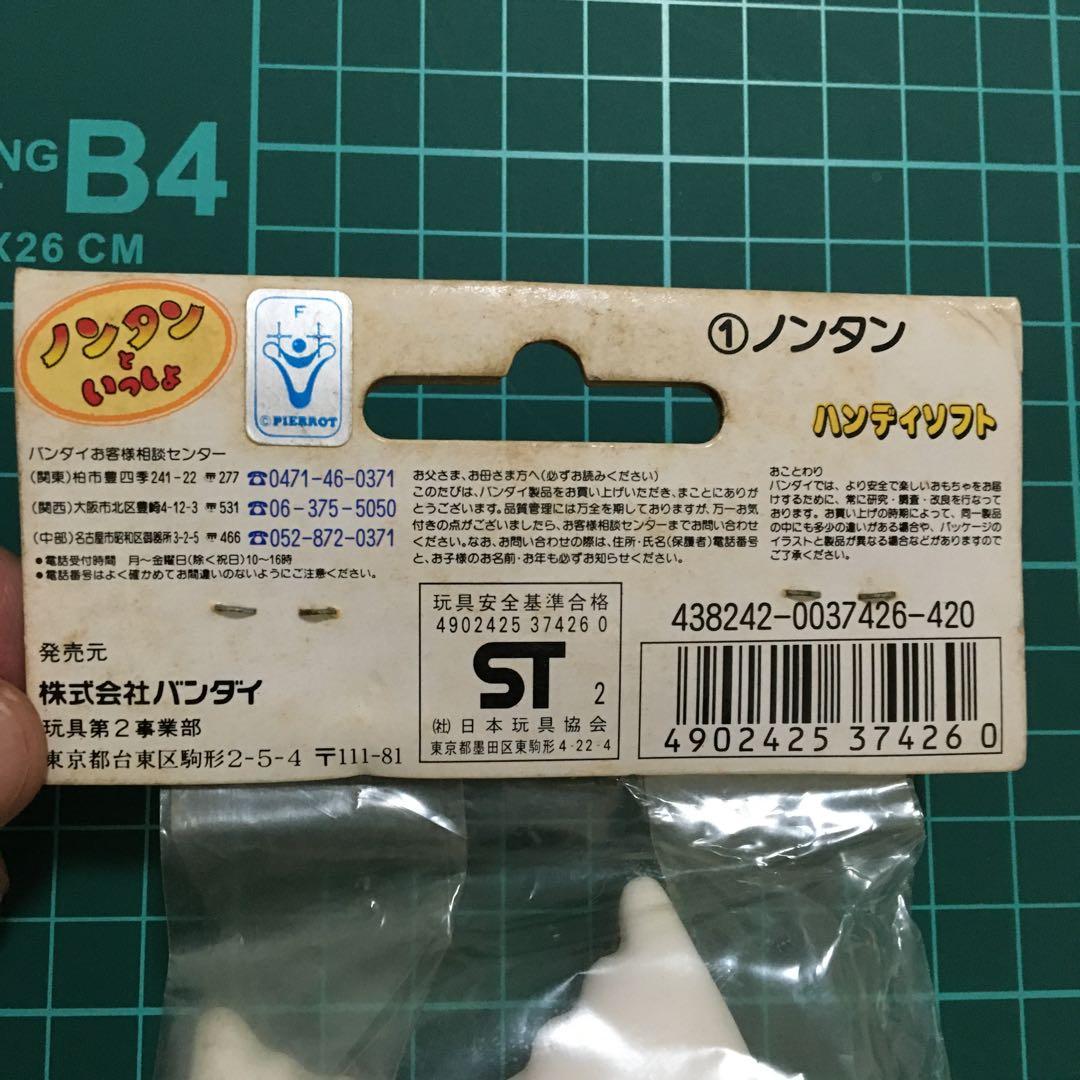 NG B4
X26 CM
ノンタン
と
いっしょ
F
© PIERROT
①ノンタン
ハンディソフト
バンダイお客様相談センター
(関東)柏市豊四季241-22 〒277 ☎0471-46-0371
(関西)大阪市北区豊崎4-12-3 〒531 ☎06-375-5050
(中部)名古屋市昭和区御器所3-2-5 〒466 ☎052-872-0371
●電話受付時間 月〜金曜日(除く祝日)10〜16時
●電話番号はよく確かめてお間違いのないようにご注意ください。
お父さま、お母さま方へ(必ずお読みください)
このたびは、バンダイ製品をお買い上げいただき、まことにありが
とうございます。品質管理には万全を期しておりますが、万一お気
付きの点がございましたら、お客様相談センターまでお問い合わせ
ください。なお、お問い合わせの際は、住所・氏名(保護者)電話番号
と、お子様のお名前・お年も必ずお知らせください。
おことわり
バンダイでは、より安全で楽しいおもちゃをお届
けするために、常に研究・調査・改良を行なって
おります。お買い上げの時期によって、同一製品
の中にも多少の違いがある場合や、パッケージの
イラストと製品が異なる場合などがありますので
ご了承ください。
発売元
株式会社バンダイ
玩具第2事業部
東京都台東区駒形2-5-4 〒111-81
玩具安全基準合格
4902425 37426 0
ST 2
(社)日本玩具協会
東京都墨田区東駒形4-22-4
438242-0037426-420
4902425 374260